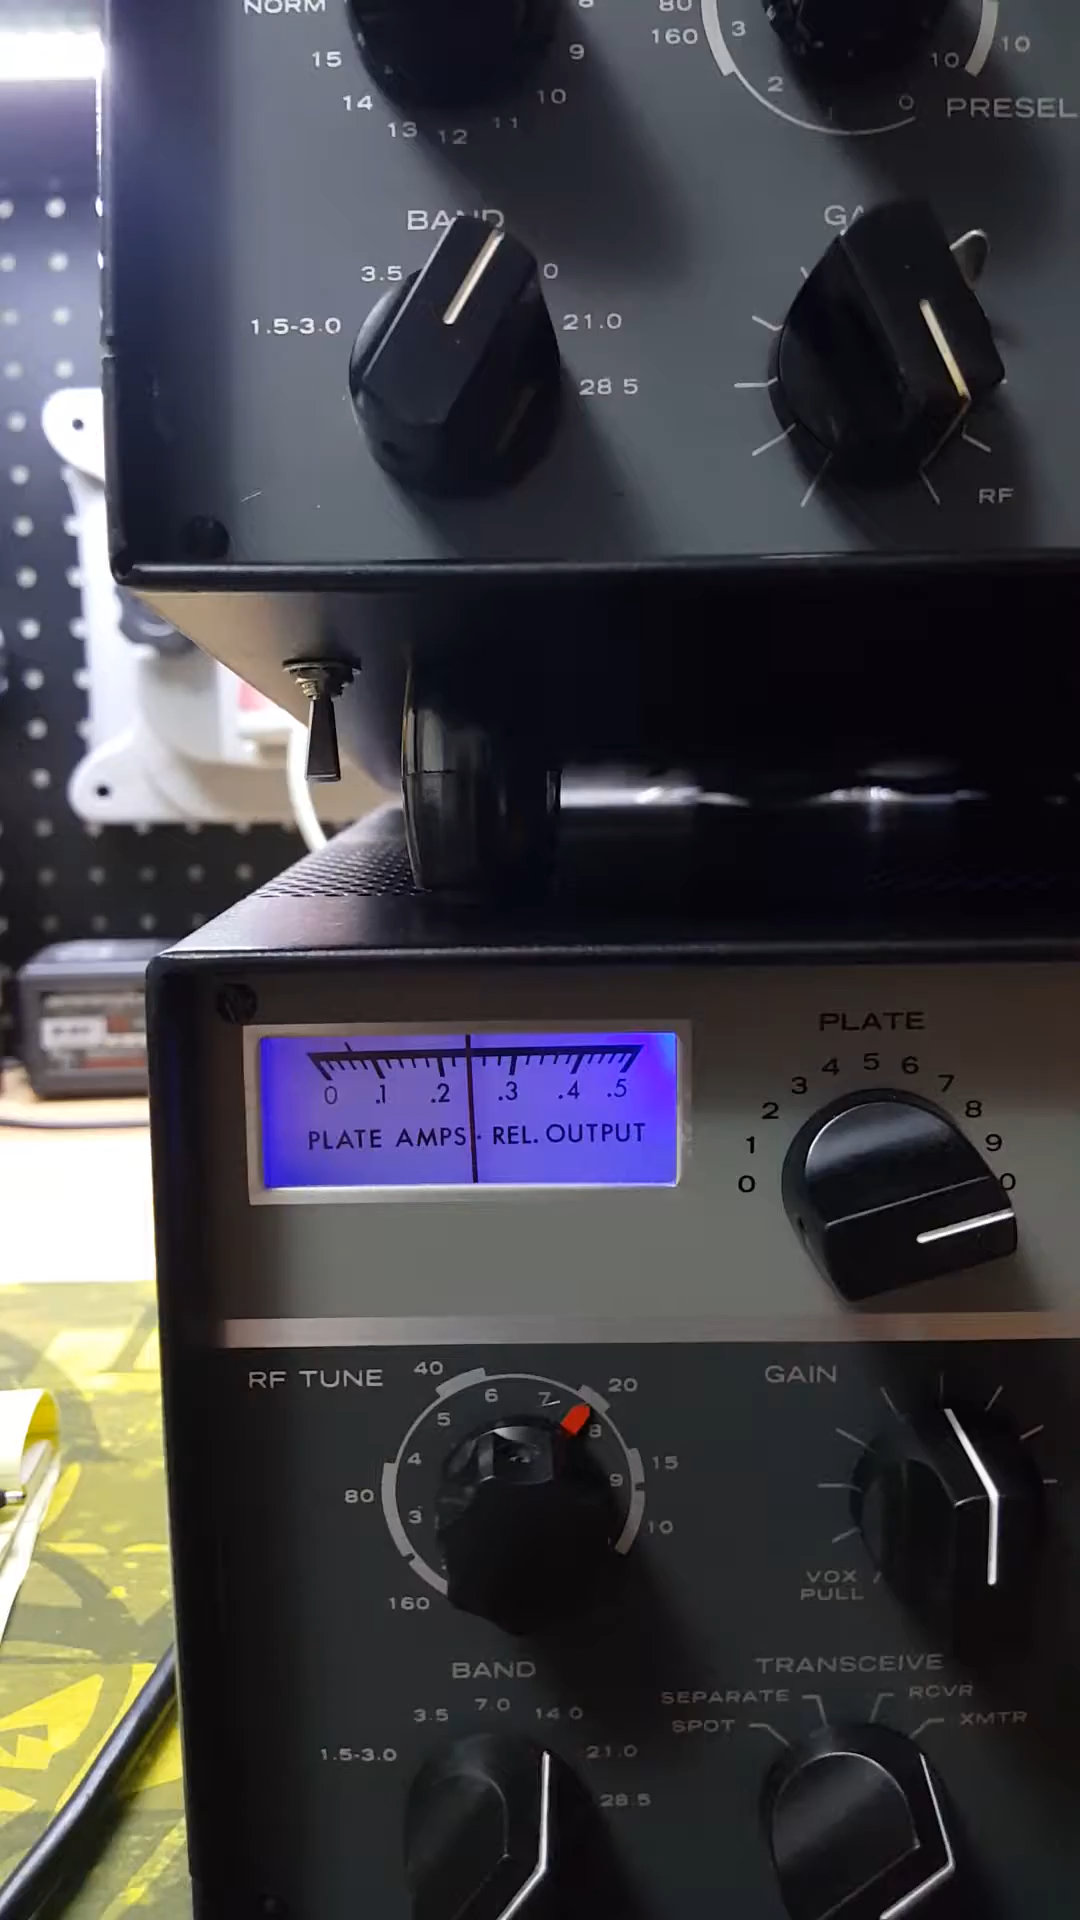 NORM
15
14
13
12
11
10
9
80
160
3
2
1
0
10
10
PRESEL
BAND
3.5
1.5-3.0
0
21.0
28 5
GA
RF
0 .1 .2 .3 .4 .5
PLATE AMPS · REL. OUTPUT
PLATE
0 1 2 3 4 5 6 7 8 9 0
RF TUNE
40
20
15
10
80
160
3 4 5 6 7 8 9
GAIN
VOX
PULL
BAND
1.5-3.0
3.5
7.0
14 0
21.0
28.5
TRANSCEIVE
SEPARATE
SPOT
RCVR
XMTR